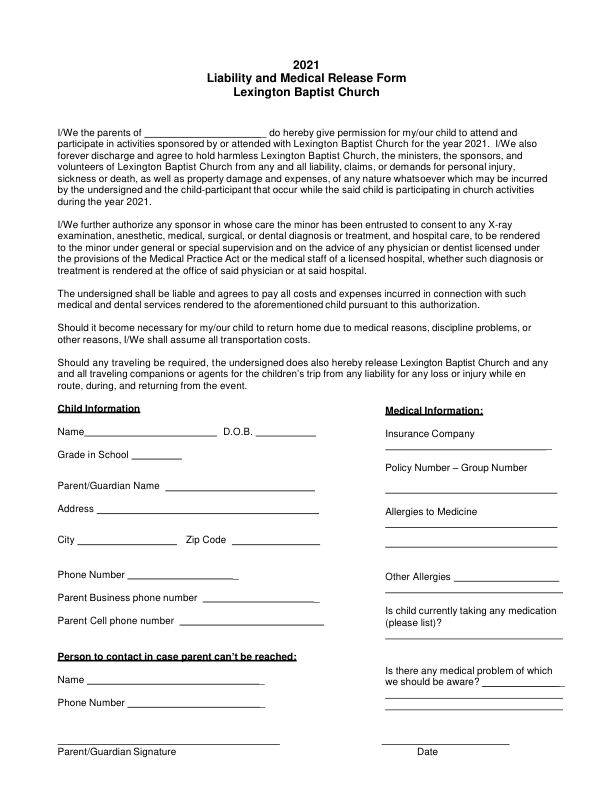 2021
Liability and Medical Release Form
Lexington Baptist Church
I/We the parents of ______________________ do hereby give permission for my/our child to attend and
participate in activities sponsored by or attended with Lexington Baptist Church for the year 2021. I/We also
forever discharge and agree to hold harmless Lexington Baptist Church, the ministers, the sponsors, and
volunteers of Lexington Baptist Church from any and all liability, claims, or demands for personal injury,
sickness or death, as well as property damage and expenses, of any nature whatsoever which may be incurred
by the undersigned and the child-participant that occur while the said child is participating in church activities
during the year 2021.
I/We further authorize any sponsor in whose care the minor has been entrusted to consent to any X-ray
examination, anesthetic, medical, surgical, or dental diagnosis or treatment, and hospital care, to be rendered
to the minor under general or special supervision and on the advice of any physician or dentist licensed under
the provisions of the Medical Practice Act or the medical staff of a licensed hospital, whether such diagnosis or
treatment is rendered at the office of said physician or at said hospital.
The undersigned shall be liable and agrees to pay all costs and expenses incurred in connection with such
medical and dental services rendered to the aforementioned child pursuant to this authorization.
Should it become necessary for my/our child to return home due to medical reasons, discipline problems, or
other reasons, I/We shall assume all transportation costs.
Should any traveling be required, the undersigned does also hereby release Lexington Baptist Church and any
and all traveling companions or agents for the children's trip from any liability for any loss or injury while en
route, during, and returning from the event.
Child Information
Name________________________ D.O.B. ___________
Grade in School _________
Parent/Guardian Name ___________________________
Address ________________________________________
City __________________ Zip Code ________________
Phone Number ____________________
Parent Business phone number _____________________
Parent Cell phone number __________________________
Person to contact in case parent can't be reached:
Name ________________________________
Phone Number _________________________
Medical Information:
Insurance Company
______________________________
Policy Number – Group Number
_______________________________
Allergies to Medicine
_______________________________
_______________________________
Other Allergies ___________________
________________________________
Is child currently taking any medication
(please list)?
________________________________
Is there any medical problem of which
we should be aware? _______________
________________________________
________________________________
________________________________________ _______________________
Parent/Guardian Signature Date